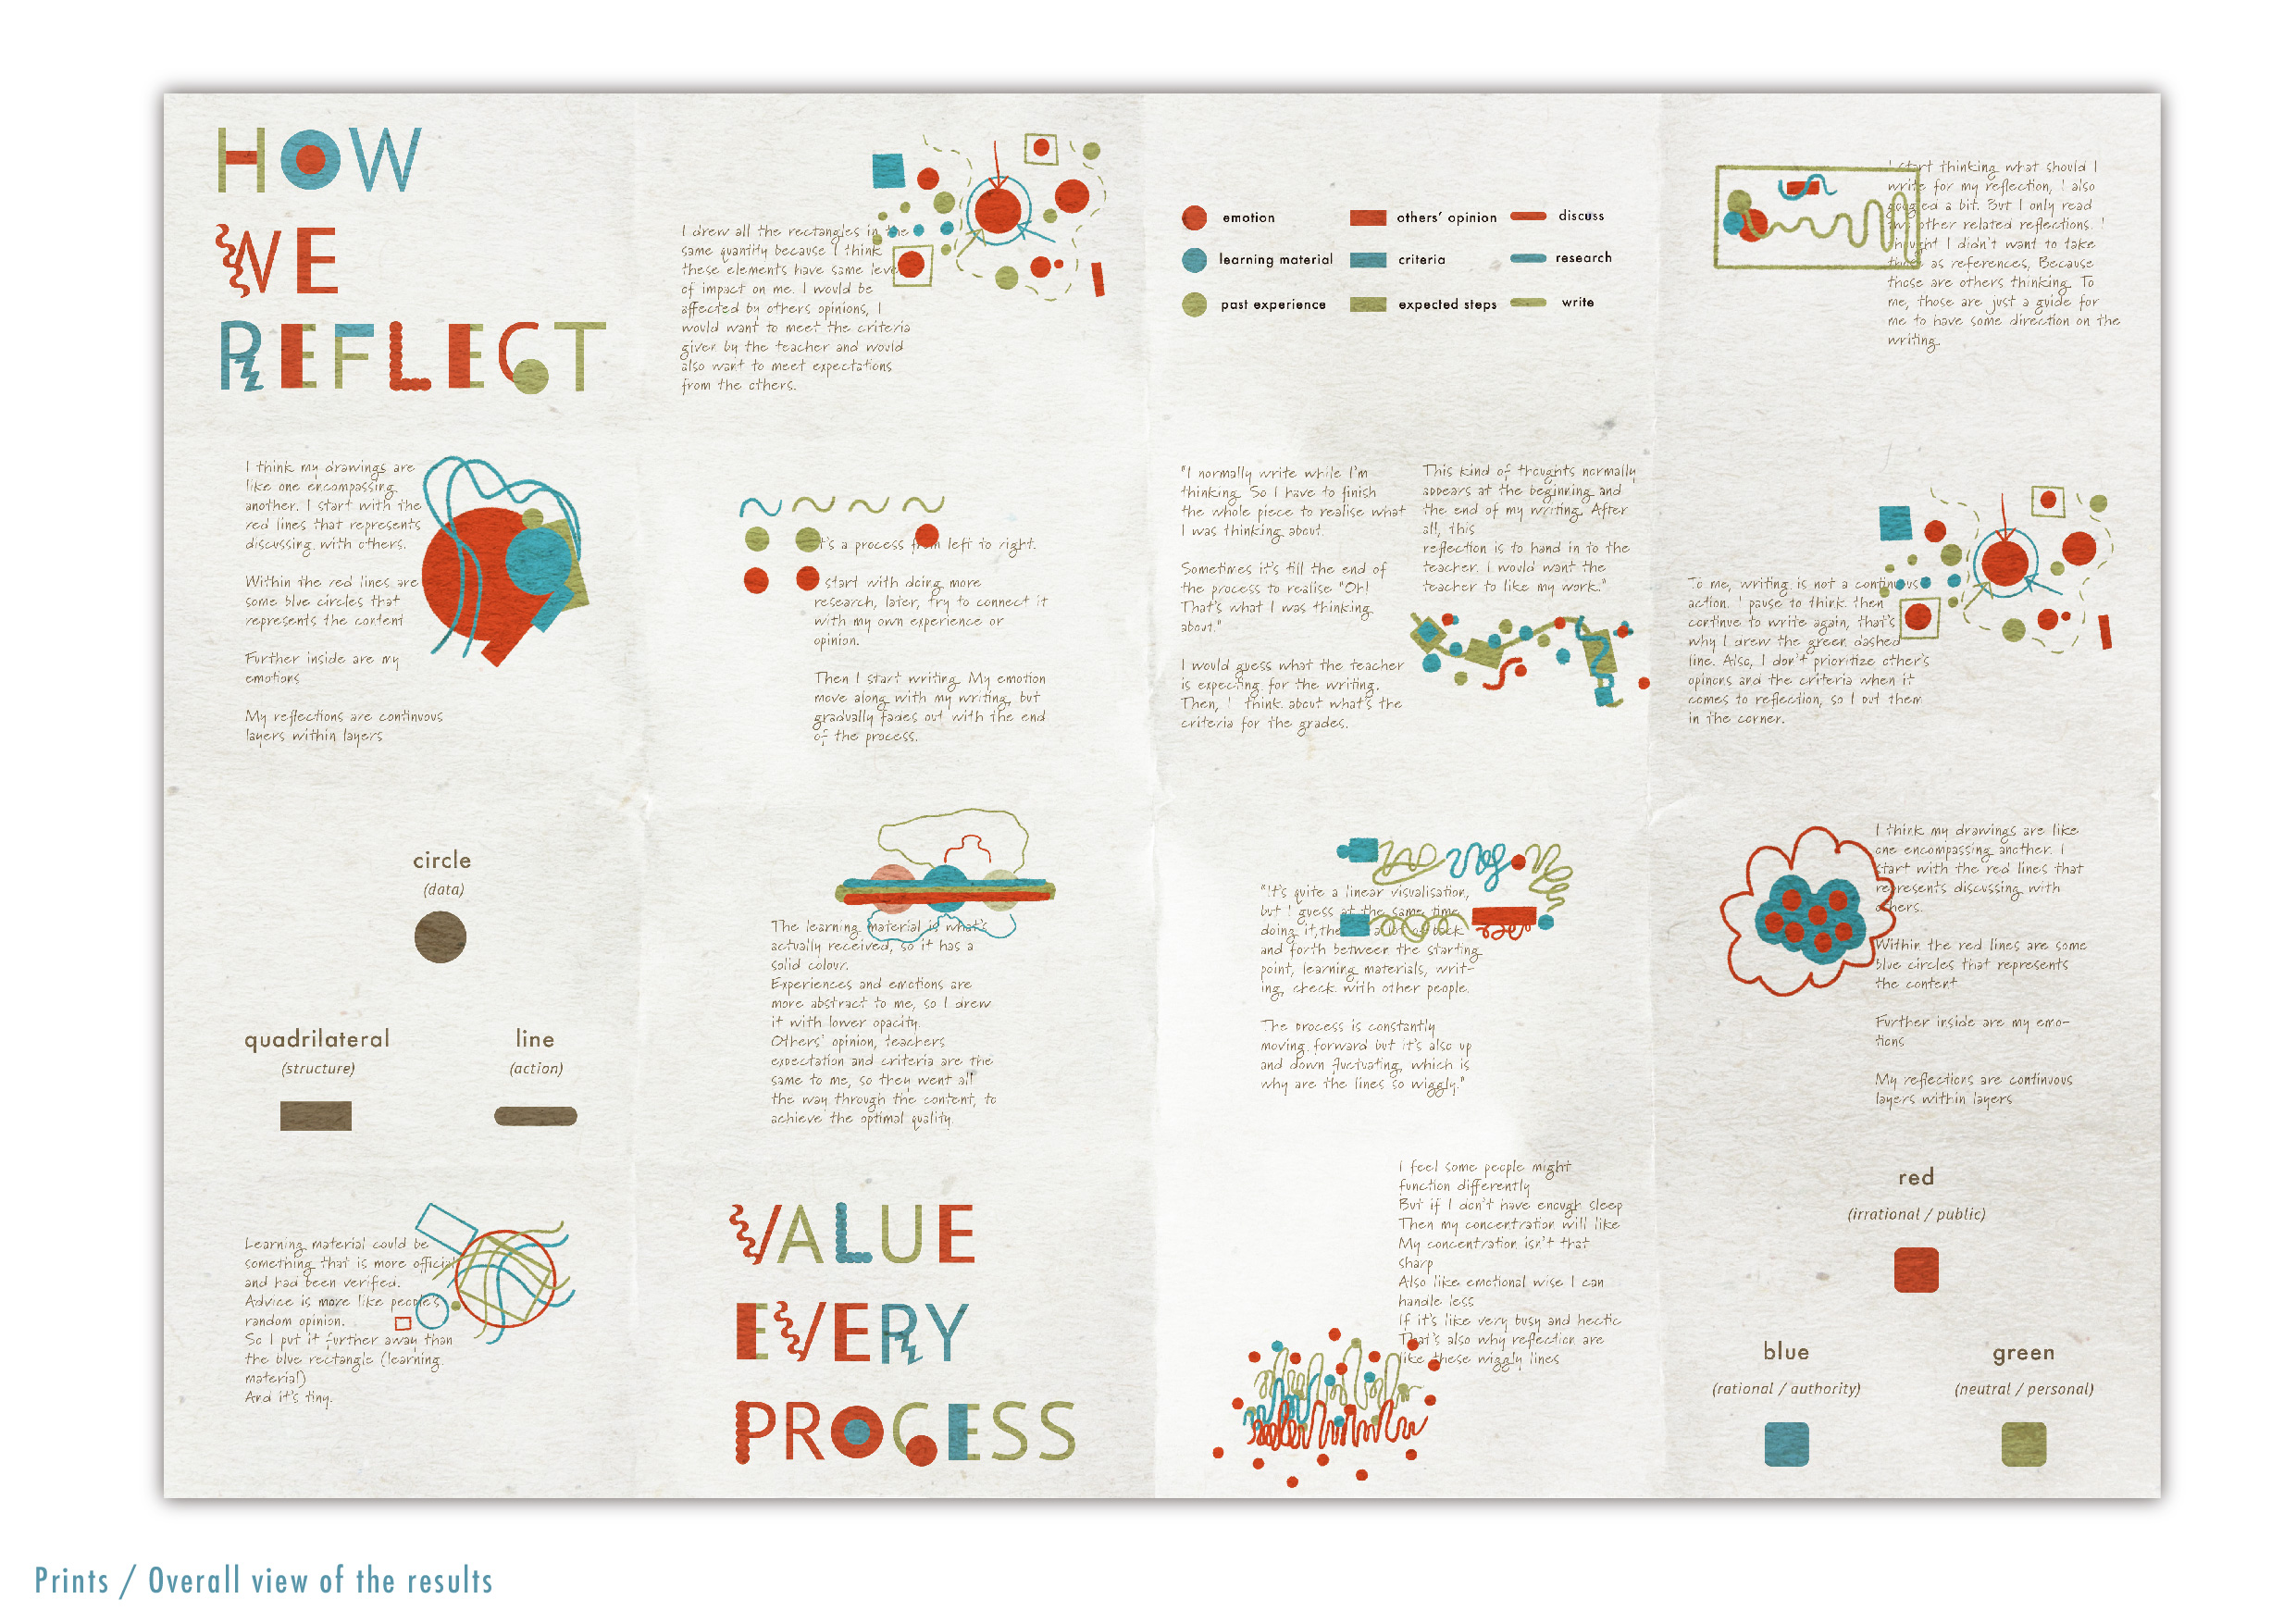 HOW
WE
REFLECT
I drew all the rectangles in the
same quantity because I think
these elements have same level
of impact on me. I would be
affected by others opinions, I
would want to meet the criteria
given by the teacher and would
also want to meet expectations
from the others.
emotion
others' opinion
discuss
learning material
criteria
research
past experience
expected steps
write
I start thinking what should I
write for my reflection, I also
googled a bit. But I only read
two other related reflections. I
thought I didn't want to take
those as references, Because
those are others thinking. To
me, those are just a guide for
me to have some direction on the
writing.
I think my drawings are
like one encompassing
another. I start with the
red lines that represents
discussing with others.
Within the red lines are
some blue circles that
represents the content
Further inside are my
emotions
My reflections are continuous
layers within layers
It's a process from left to right.
I start with doing more
research, later, try to connect it
with my own experience or
opinion.
Then I start writing. My emotion
move along with my writing, but
gradually fades out with the end
of the process.
"I normally write while I'm
thinking. So I have to finish
the whole piece to realise what
I was thinking about.
Sometimes it's till the end of
the process to realise "Oh!
That's what I was thinking
about."
I would guess what the teacher
is expecting for the writing.
Then, I think about what's the
criteria for the grades.
This kind of thoughts normally
appears at the beginning and
the end of my writing. After
all, this
reflection is to hand in to the
teacher. I would want the
teacher to like my work."
To me, writing is not a continuous
action. I pause to think then
continue to write again, that's
why I drew the green dashed
line. Also, I don't prioritize other's
opinons and the criteria when it
comes to reflection, so I put them
in the corner.
circle
(data)
quadrilateral
(structure)
line
(action)
The learning material is what's
actually received, so it has a
solid colour.
Experiences and emotions are
more abstract to me, so I drew
it with lower opacity.
Others' opinion, teachers
expectation and criteria are the
same to me, so they went all
the way through the content, to
achieve the optimal quality.
"It's quite a linear visualisation,
but I guess at the same time
doing it, a lot of back
and forth between the starting
point, learning materials, writ-
ing, check with other people.
The process is constantly
moving forward but it's also up
and down fluctuating, which is
why are the lines so wiggly."
I think my drawings are like
one encompassing another. I
start with the red lines that
represents discussing with
others.
Within the red lines are some
blue circles that represents
the content
Further inside are my emo-
tions
My reflections are continuous
layers within layers
Learning material could be
something that is more official
and had been verified.
Advice is more like people's
random opinion.
So I put it further away than
the blue rectangle (learning
material)
And it's tiny.
VALUE
EVERY
PROCESS
I feel some people might
function differently
But if I don't have enough sleep
Then my concentration will like
My concentration isn't that
sharp
Also like emotional wise I can
handle less
If it's like very busy and hectic
That's also why reflection are
like these wiggly lines
red
(irrational / public)
blue
(rational / authority)
green
(neutral / personal)
Prints / Overall view of the results